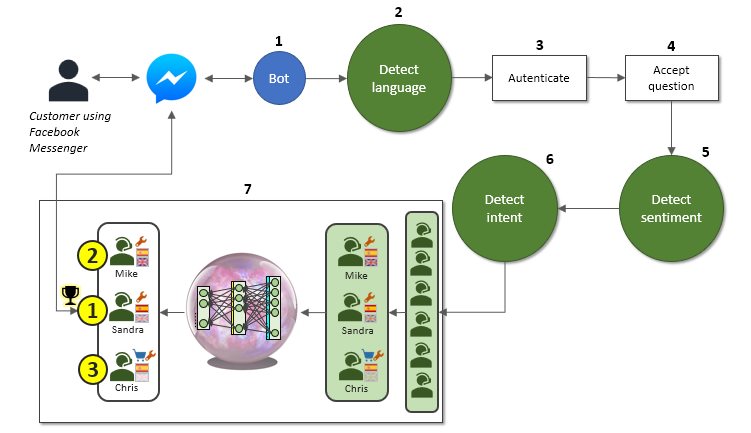 1
2
3
4
Bot
Detect
language
Autenticate
Accept
question
Customer using
Facebook
Messenger
5
6
Detect
sentiment
Detect
intent
7
2
Mike
1
Sandra
3
Chris
Mike
Sandra
Chris